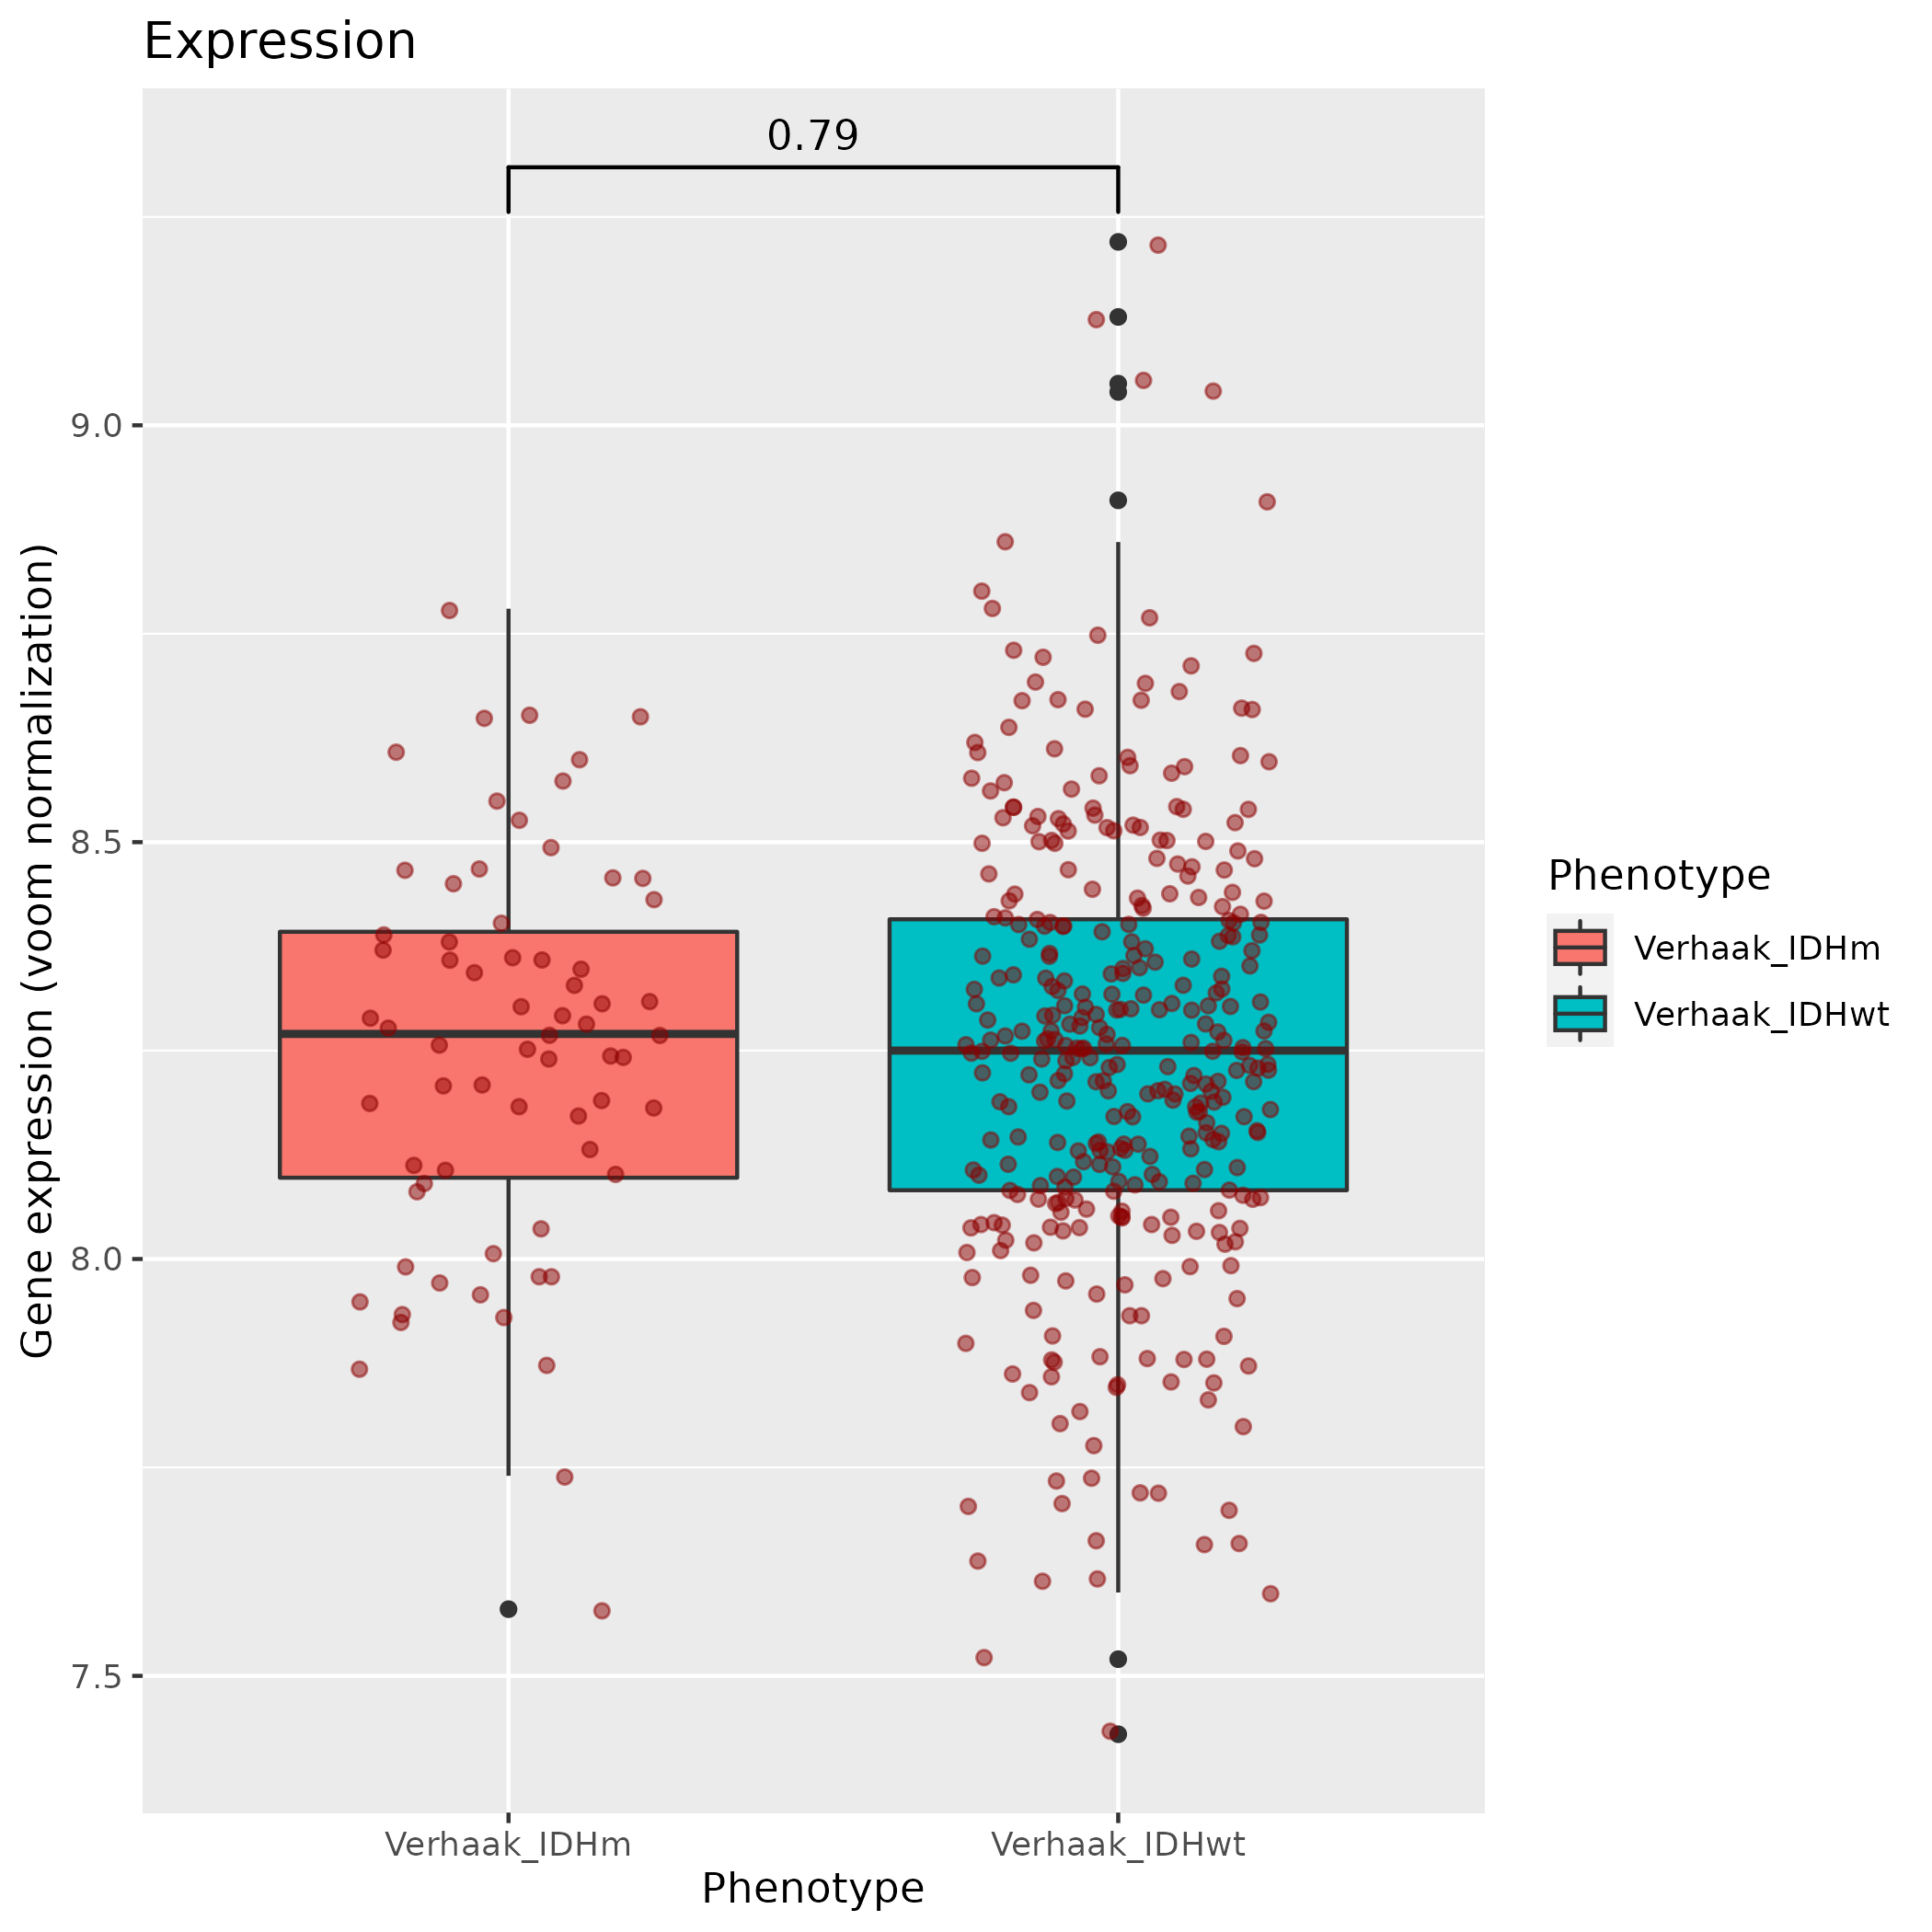 Expression
0.79
9.0
8.5
8.0
7.5
Gene expression (voom normalization)
Verhaak_IDHm
Verhaak_IDHwt
Phenotype
Phenotype
Verhaak_IDHm
Verhaak_IDHwt